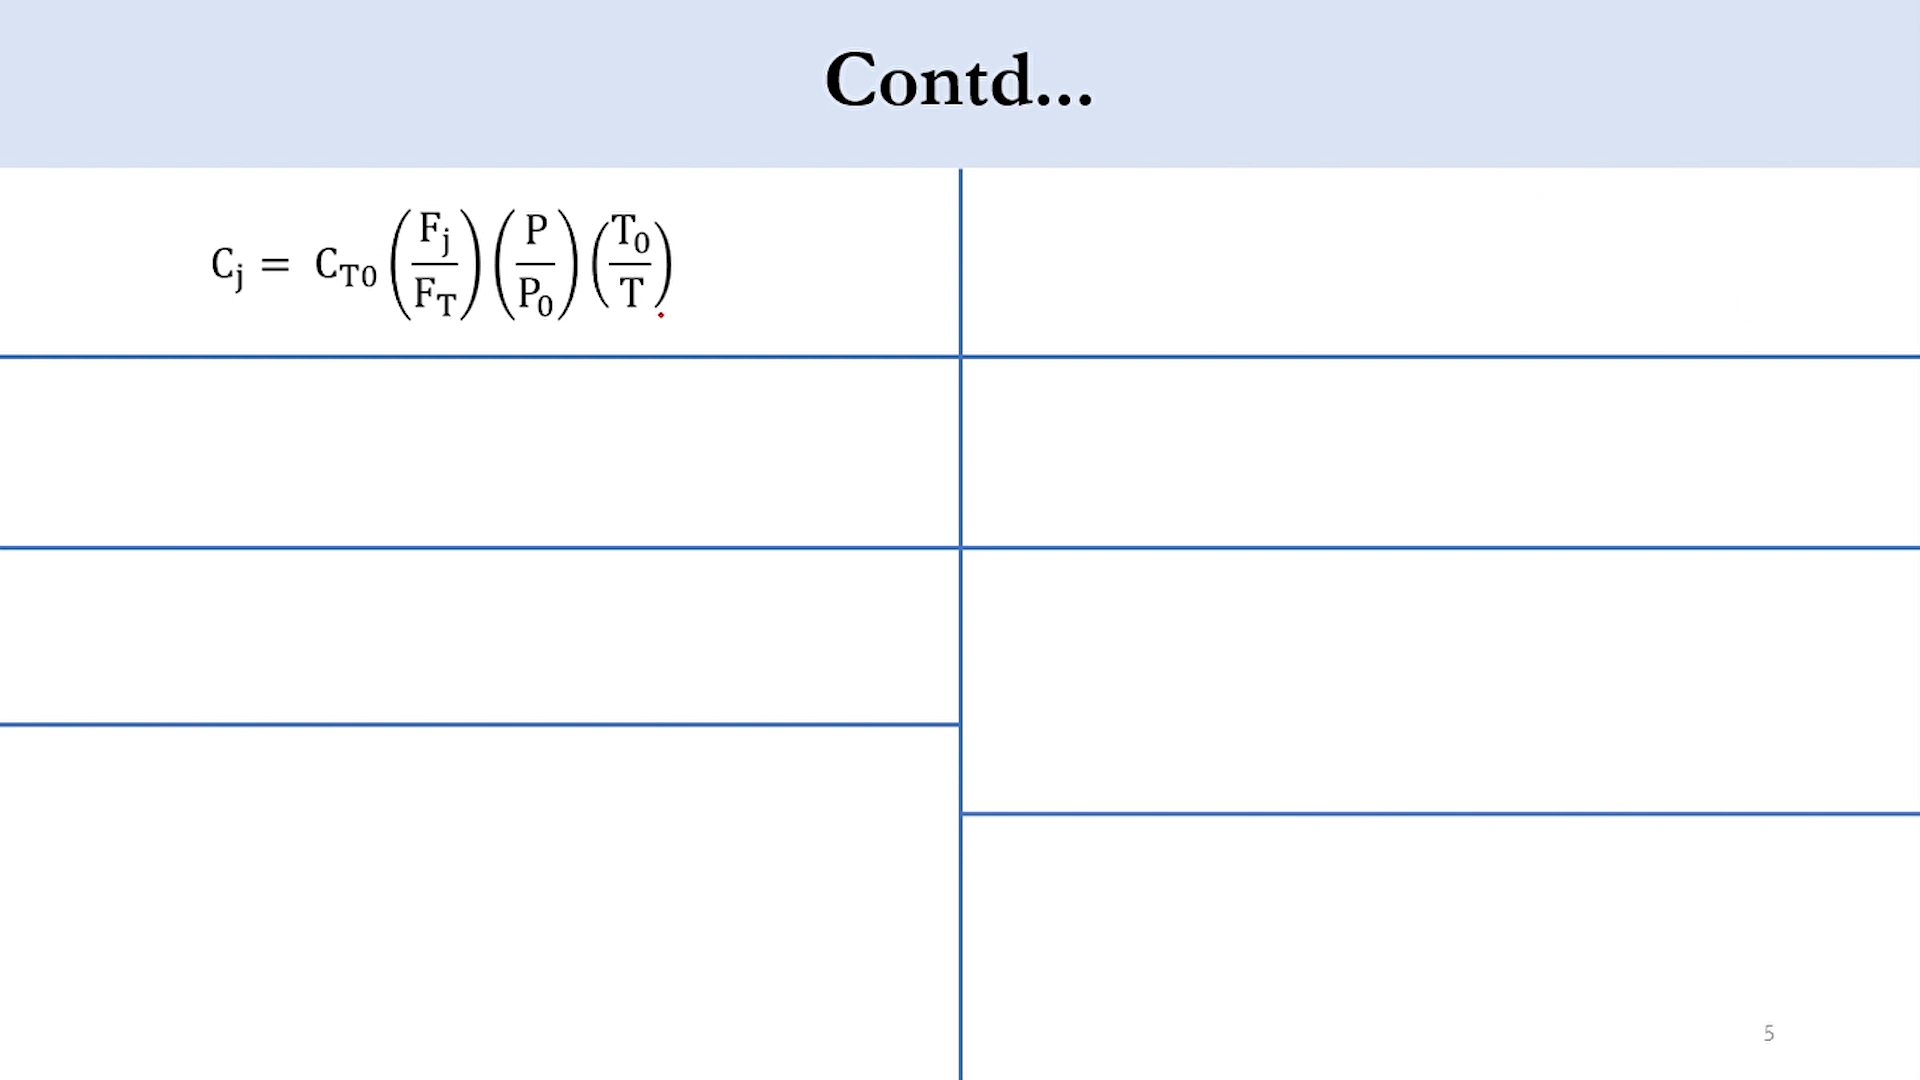 Contd...
C_j = C_T0 (F_j/F_T) (P/P_0) (T_0/T)
5